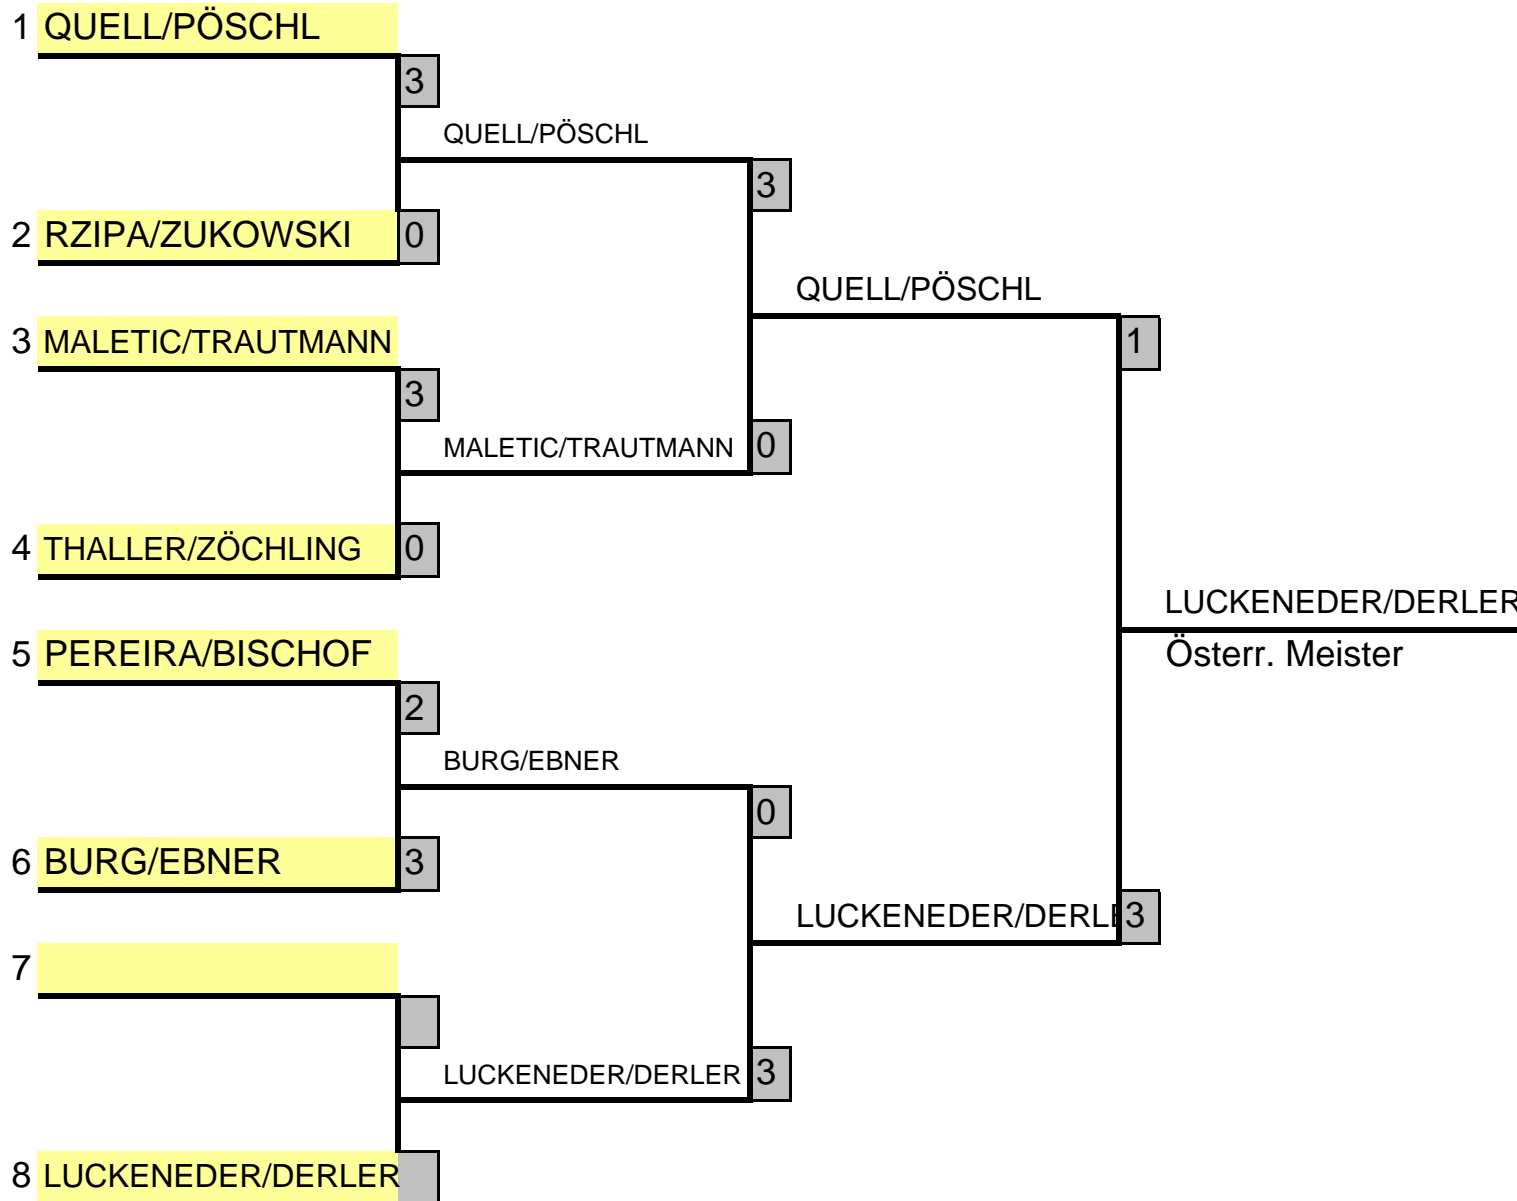 1 QUELL/PÖSCHL
3
QUELL/PÖSCHL
3
2 RZIPA/ZUKOWSKI 0
QUELL/PÖSCHL
3 MALETIC/TRAUTMANN
1
3
MALETIC/TRAUTMANN 0
4 THALLER/ZÖCHLING 0
LUCKENEDER/DERLER
5 PEREIRA/BISCHOF
Österr. Meister
2
BURG/EBNER
0
6 BURG/EBNER 3
LUCKENEDER/DERLE 3
7
LUCKENEDER/DERLER 3
8 LUCKENEDER/DERLER